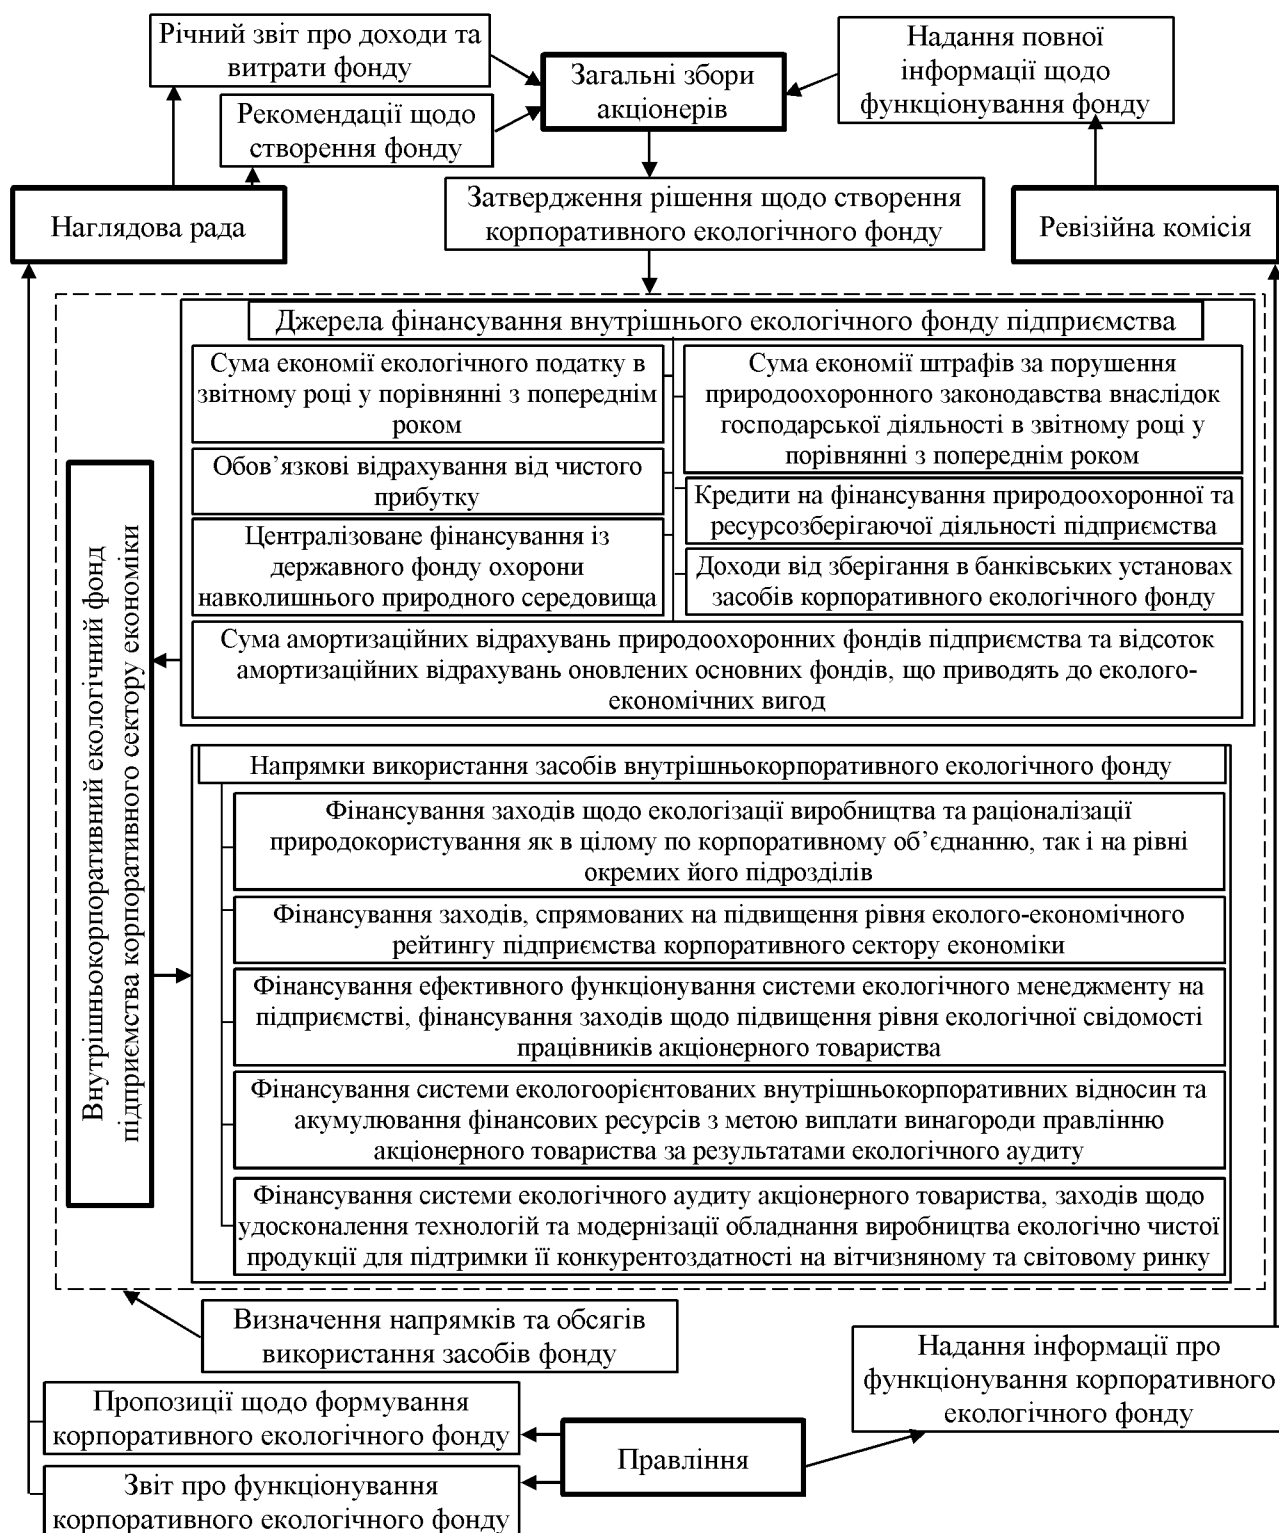 Річний звіт про доходи та
витрати фонду
Загальні збори
акціонерів
Надання повної
інформації щодо
функціонування фонду
Рекомендації щодо
створення фонду
Наглядова рада
Затвердження рішення щодо створення
корпоративного екологічного фонду
Ревізійна комісія
Джерела фінансування внутрішнього екологічного фонду підприємства
Сума економії екологічного податку в
звітному році у порівнянні з попереднім
роком
Сума економії штрафів за порушення
природоохоронного законодавства внаслідок
господарської діяльності в звітному році у
порівнянні з попереднім роком
Обов’язкові відрахування від чистого
прибутку
Кредити на фінансування природоохоронної та
ресурсозберігаючої діяльності підприємства
Централізоване фінансування із
державного фонду охорони
навколишнього природного середовища
Доходи від зберігання в банківських установах
засобів корпоративного екологічного фонду
Сума амортизаційних відрахувань природоохоронних фондів підприємства та відсоток
амортизаційних відрахувань оновлених основних фондів, що приводять до еколого-
економічних вигод
Внутрішньокорпоративний екологічний фонд
підприємства корпоративного сектору економіки
Напрямки використання засобів внутрішньокорпоративного екологічного фонду
Фінансування заходів щодо екологізації виробництва та раціоналізації
природокористування як в цілому по корпоративному об’єднанню, так і на рівні
окремих його підрозділів
Фінансування заходів, спрямованих на підвищення рівня еколого-економічного
рейтингу підприємства корпоративного сектору економіки
Фінансування ефективного функціонування системи екологічного менеджменту на
підприємстві, фінансування заходів щодо підвищення рівня екологічної свідомості
працівників акціонерного товариства
Фінансування системи екологоорієнтованих внутрішньокорпоративних відносин та
акумулювання фінансових ресурсів з метою виплати винагороди правлінню
акціонерного товариства за результатами екологічного аудиту
Фінансування системи екологічного аудиту акціонерного товариства, заходів щодо
удосконалення технологій та модернізації обладнання виробництва екологічно чистої
продукції для підтримки її конкурентоздатності на вітчизняному та світовому ринку
Визначення напрямків та обсягів
використання засобів фонду
Надання інформації про
функціонування корпоративного
екологічного фонду
Пропозиції щодо формування
корпоративного екологічного фонду
Правління
Звіт про функціонування
корпоративного екологічного фонду